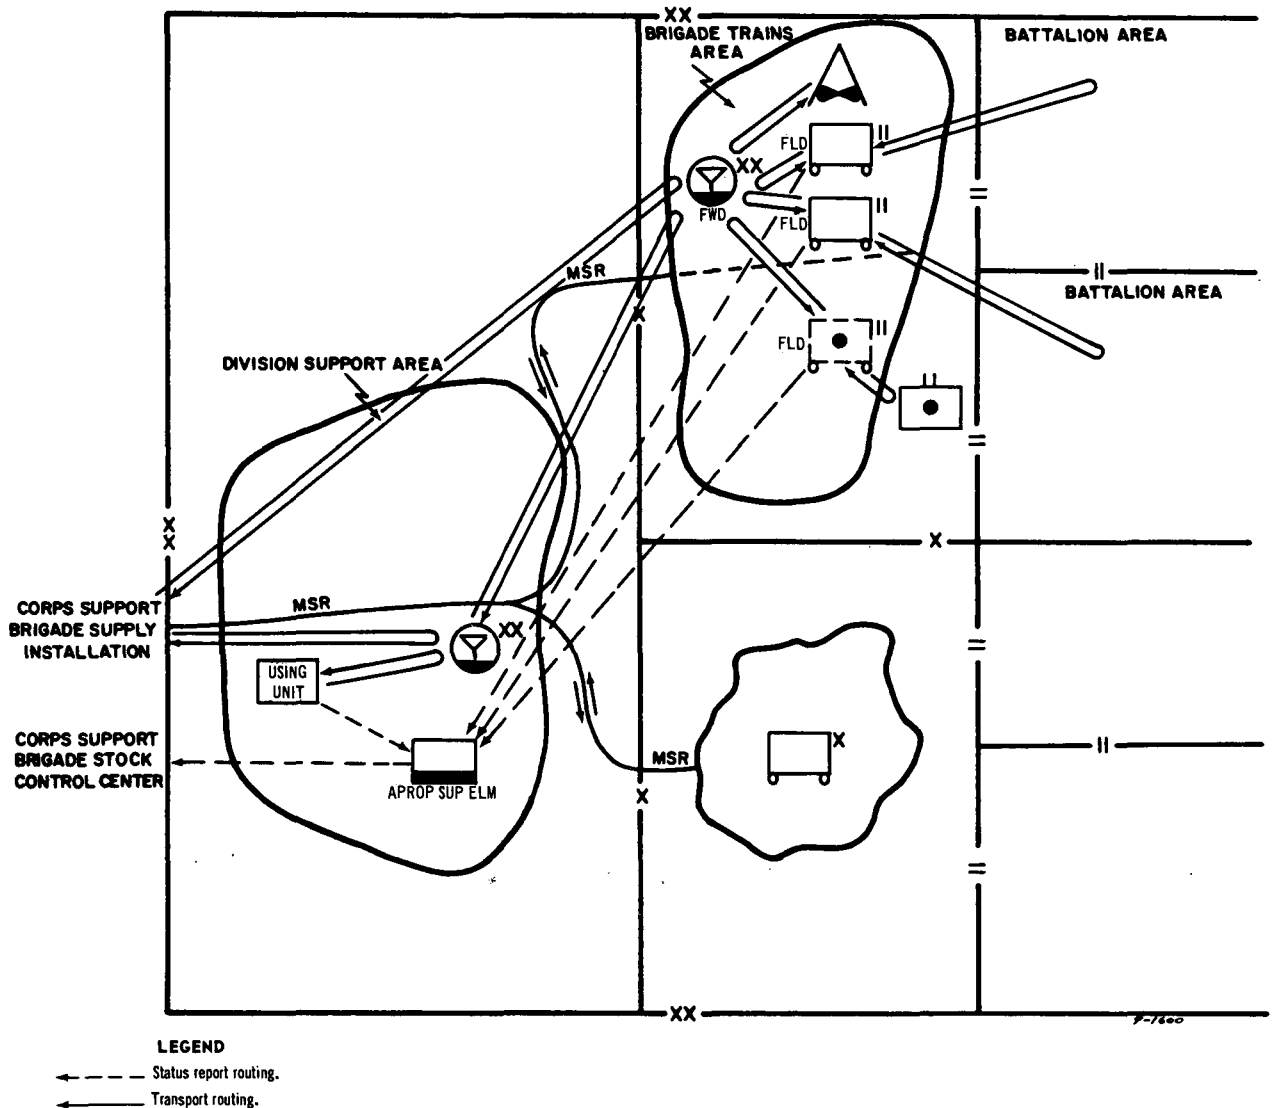 XX
BRIGADE TRAINS
AREA
BATTALION AREA
FLD
II
XX
FWD
FLD
II
MSR
II
BATTALION AREA
X
FLD
II
II
DIVISION SUPPORT AREA
X
X
X
CORPS SUPPORT
BRIGADE SUPPLY
INSTALLATION
MSR
XX
USING
UNIT
CORPS SUPPORT
BRIGADE STOCK
CONTROL CENTER
APROP SUP ELM
MSR
X
II
X
XX
9-1600
LEGEND
Status report routing.
Transport routing.